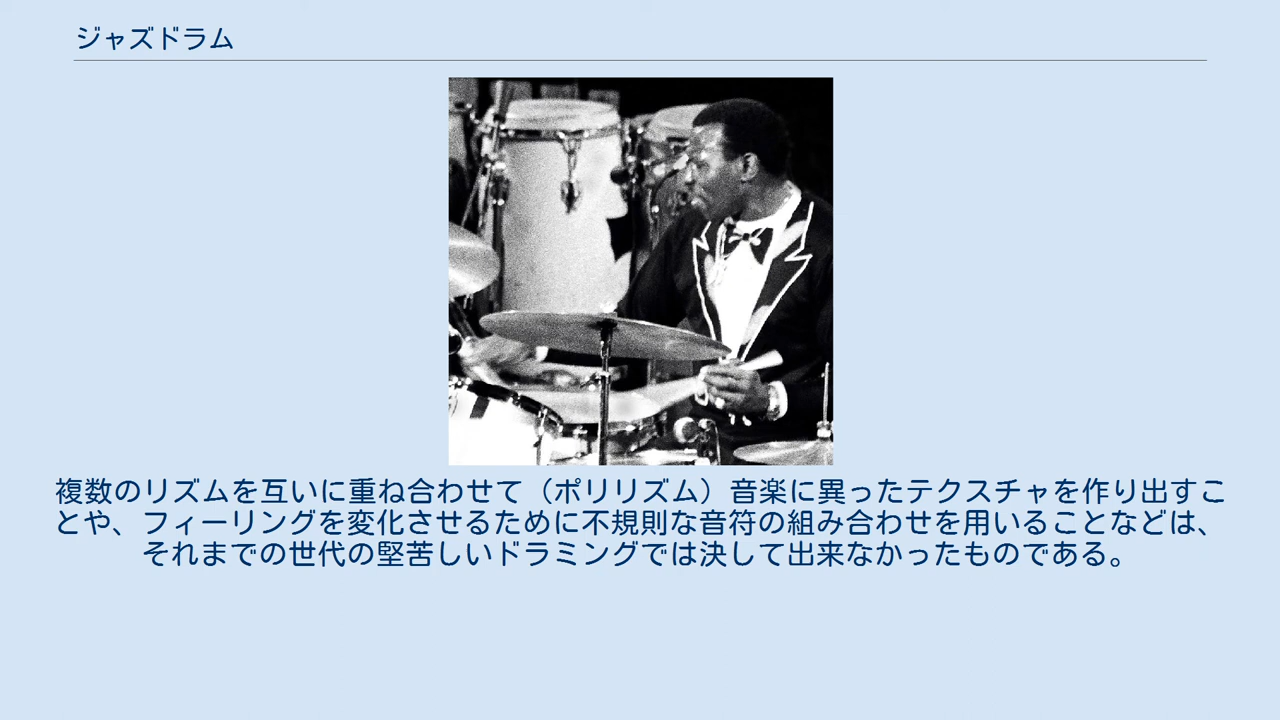 ジャズドラム
複数のリズムを互いに重ね合わせて（ポリリズム）音楽に異ったテクスチャを作り出すこ
とや、フィーリングを変化させるために不規則な音符の組み合わせを用いることなどは、
それまでの世代の堅苦しいドラミングでは決して出来なかったものである。